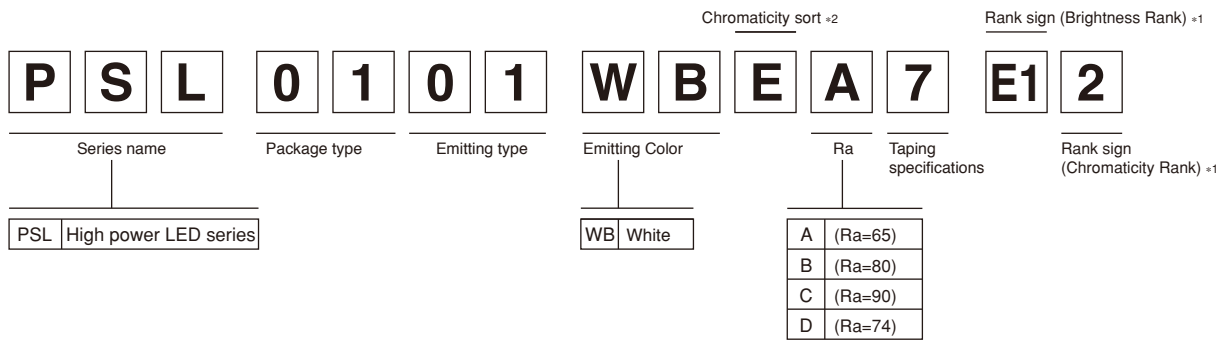 Chromaticity sort *2 Rank sign (Brightness Rank) *1
P S L 0 1 0 1 W B E A 7 E1 2
Series name Package type Emitting type Emitting Color Ra Taping specifications Rank sign (Chromaticity Rank) *1
PSL High power LED series
WB White
A (Ra=65)
B (Ra=80)
C (Ra=90)
D (Ra=74)